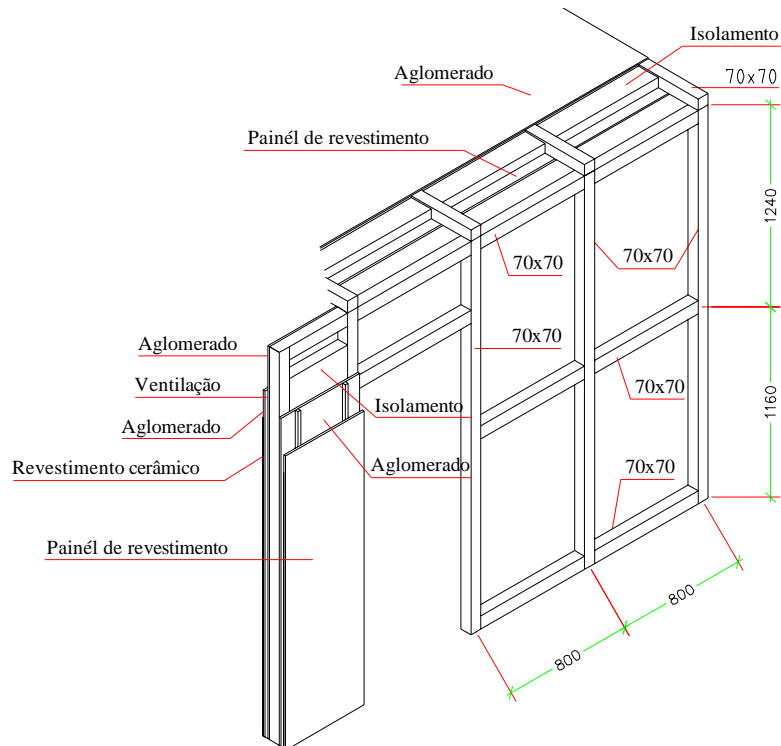 Isolamento
Aglomerado
70x70
Painél de revestimento
1240
70x70
70x70
70x70
Aglomerado
Ventilação
Aglomerado
Isolamento
70x70
1160
Revestimento cerâmico
Aglomerado
70x70
Painél de revestimento
800
800